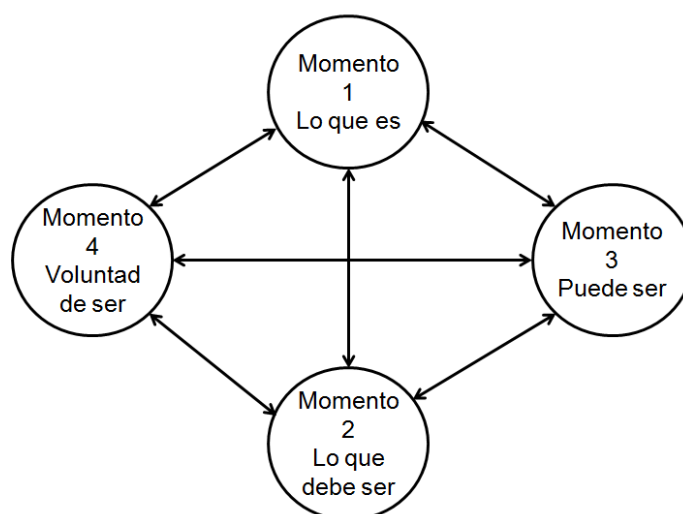 Momento
1
Lo que es
Momento
4
Voluntad
de ser
Momento
3
Puede ser
Momento
2
Lo que
debe ser